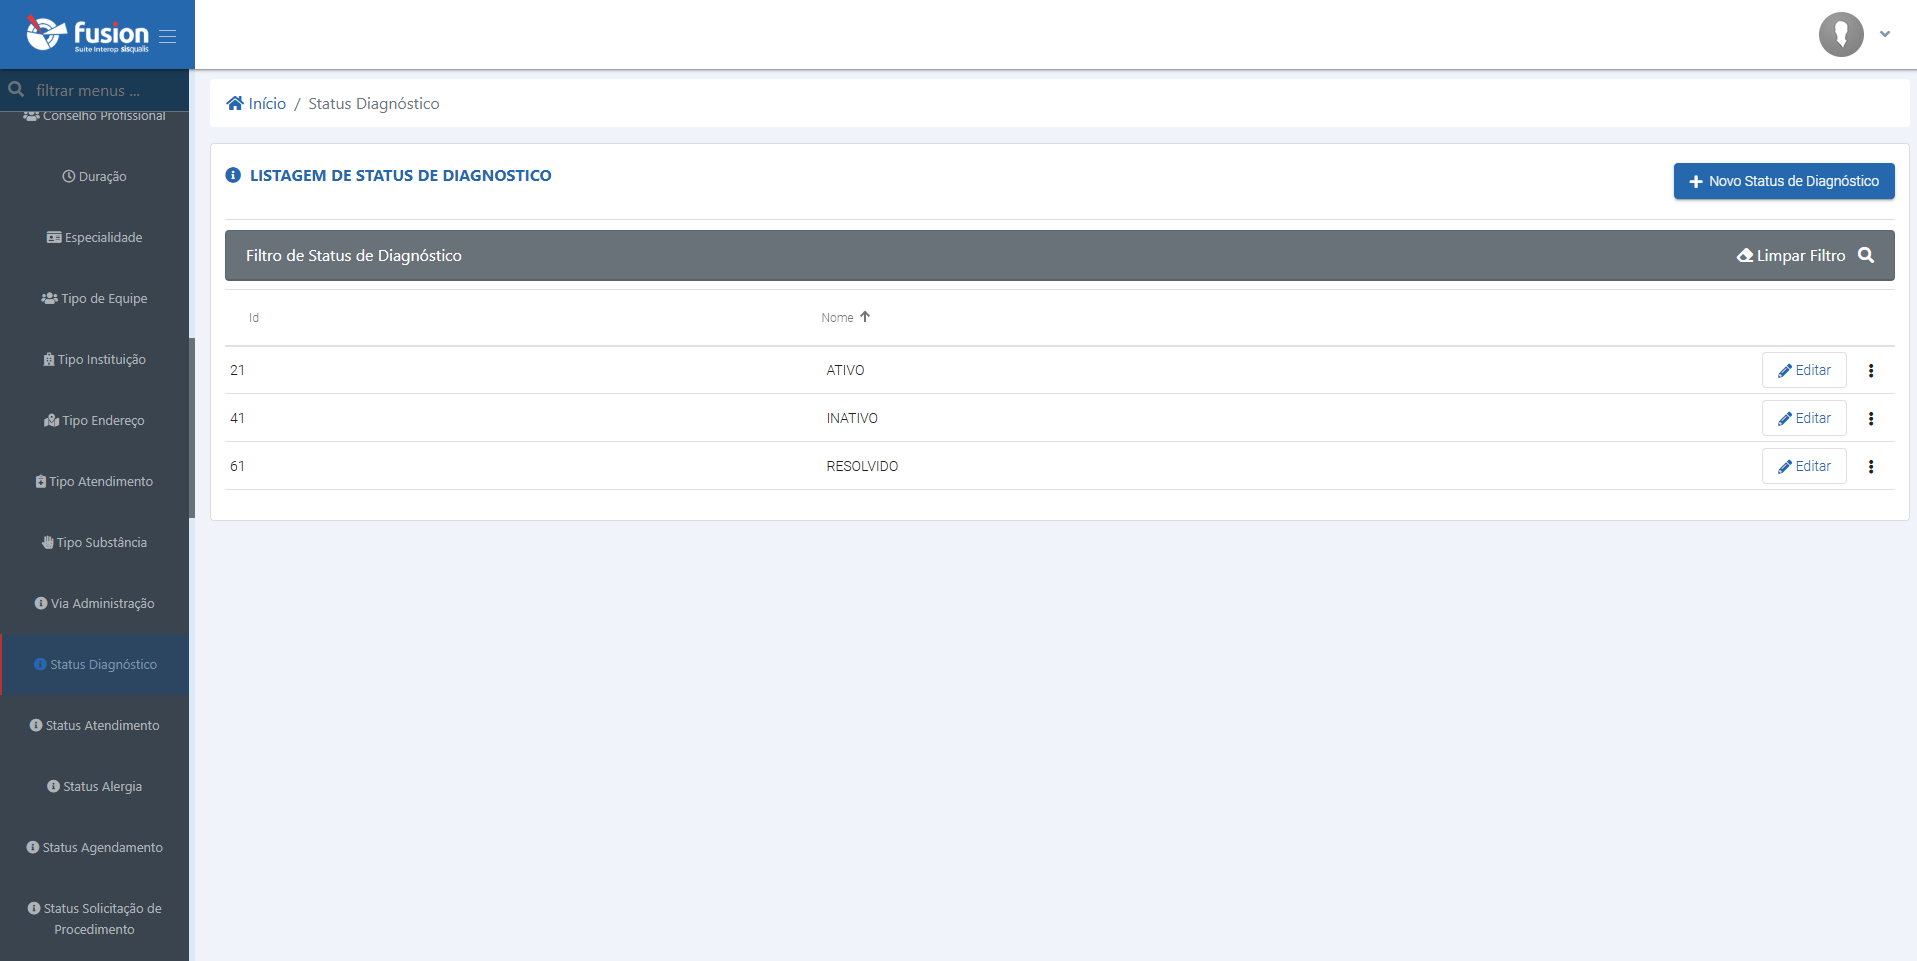 fusion
Suite Interop sisqualis
filtrar menus ...
Conselho Profissional
Duração
Especialidade
Tipo de Equipe
Tipo Instituição
Tipo Endereço
Tipo Atendimento
Tipo Substância
Via Administração
Status Diagnóstico
Status Atendimento
Status Alergia
Status Agendamento
Status Solicitação de
Procedimento
Início / Status Diagnóstico
LISTAGEM DE STATUS DE DIAGNOSTICO
Novo Status de Diagnóstico
Filtro de Status de Diagnóstico
Limpar Filtro
Id Nome
21 ATIVO Editar
41 INATIVO Editar
61 RESOLVIDO Editar